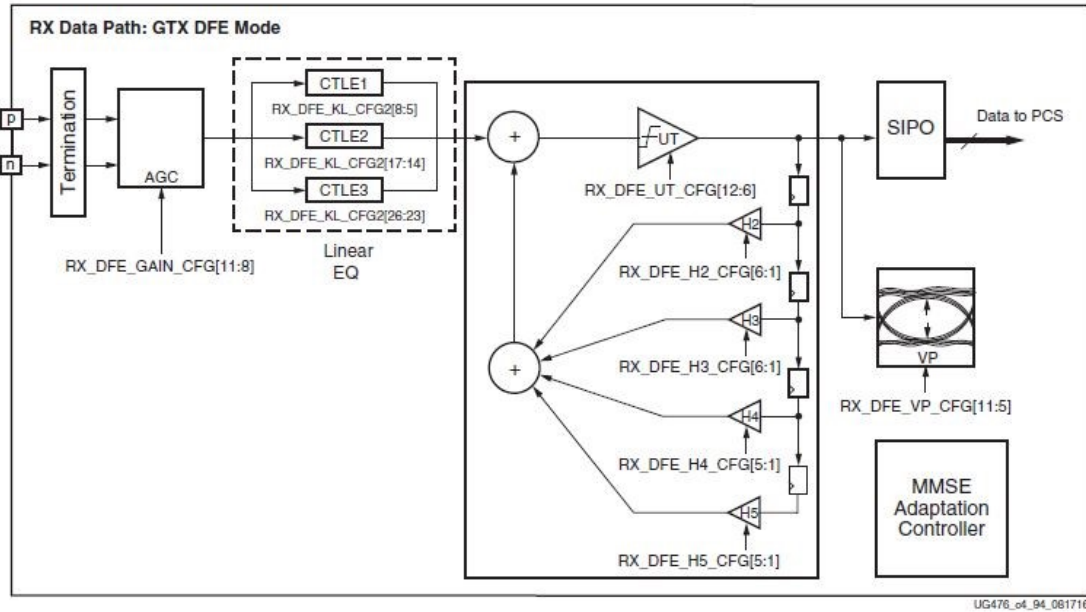 RX Data Path: GTX DFE Mode
p
n
Termination
AGC
RX_DFE_GAIN_CFG[11:8]
CTLE1
RX_DFE_KL_CFG2[8:5]
CTLE2
RX_DFE_KL_CFG2[17:14]
CTLE3
RX_DFE_KL_CFG2[26:23]
Linear
EQ
+
UT
RX_DFE_UT_CFG[12:6]
H2
RX_DFE_H2_CFG[6:1]
H3
RX_DFE_H3_CFG[6:1]
+
H4
RX_DFE_H4_CFG[5:1]
H5
RX_DFE_H5_CFG[5:1]
SIPO
Data to PCS
VP
RX_DFE_VP_CFG[11:5]
MMSE
Adaptation
Controller
UG476_c4_94_081716